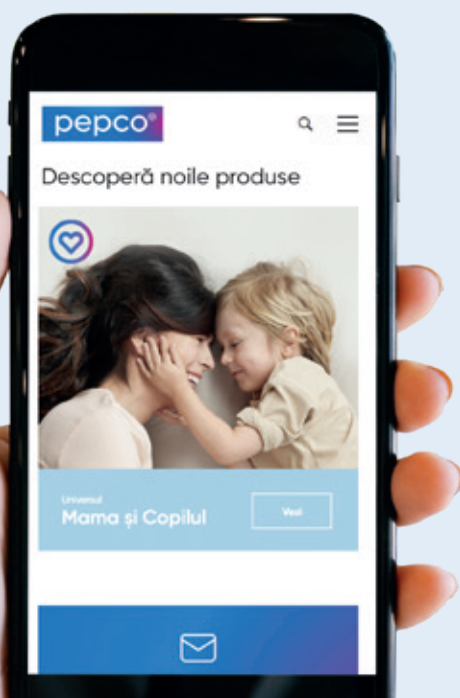 pepco®
Descoperă noile produse
Universul
Mama și Copilul
Vezi